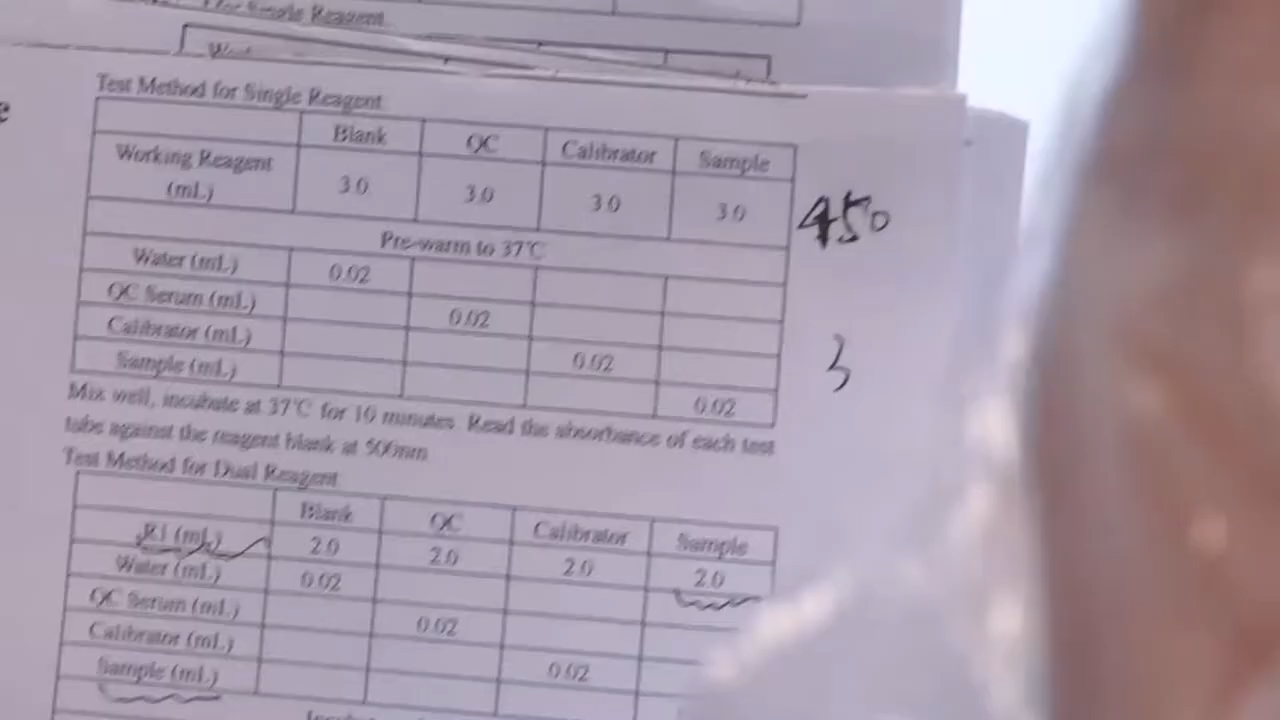 for Single Reagent
Test Method for Single Reagent
Blank QC Calibrator Sample
Working Reagent (mL) 3.0 3.0 3.0 3.0
450
Pre-warm to 37℃
Water (mL) 0.02
QC Serum (mL) 0.02
Calibrator (mL) 0.02
3
Sample (mL) 0.02
Mix well, incubate at 37℃ for 10 minutes. Read the absorbance of each test
tube against the reagent blank at 500nm
Test Method for Dual Reagent
Blank QC Calibrator Sample
R1 (mL) 2.0 2.0 2.0 2.0
Water (mL) 0.02
QC Serum (mL) 0.02
Calibrator (mL) 0.02
Sample (mL)